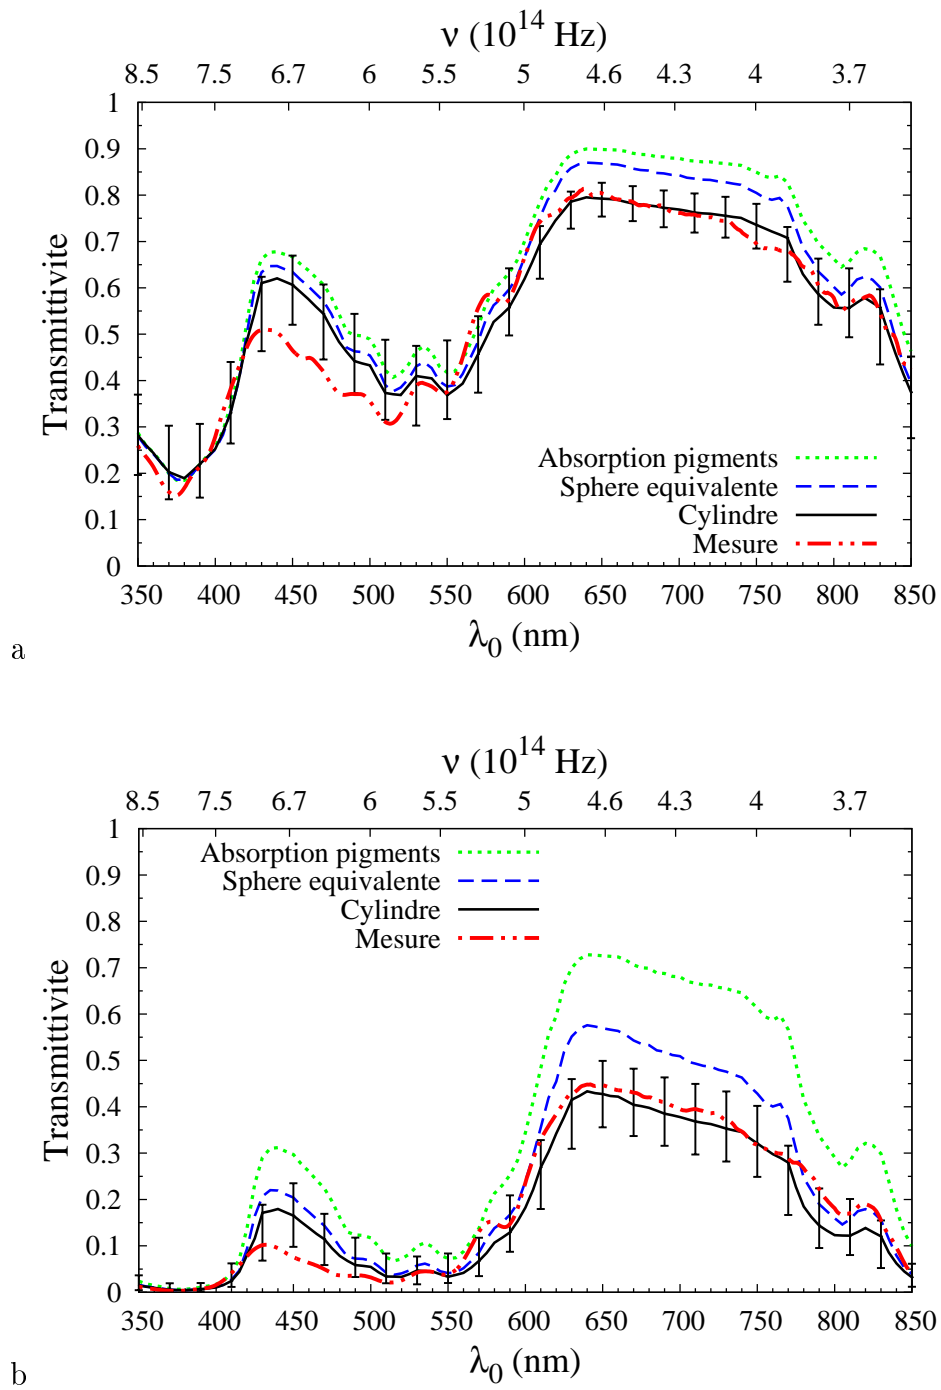 ν (10^14 Hz)
8.5 7.5 6.7 6 5.5 5 4.6 4.3 4 3.7
1
0.9
0.8
0.7
0.6
0.5
0.4
0.3
0.2
0.1
0
Transmittivite
Absorption pigments
Sphere equivalente
Cylindre
Mesure
350 400 450 500 550 600 650 700 750 800 850
λ_0 (nm)
a
ν (10^14 Hz)
8.5 7.5 6.7 6 5.5 5 4.6 4.3 4 3.7
1
0.9
0.8
0.7
0.6
0.5
0.4
0.3
0.2
0.1
0
Transmittivite
Absorption pigments
Sphere equivalente
Cylindre
Mesure
350 400 450 500 550 600 650 700 750 800 850
λ_0 (nm)
b